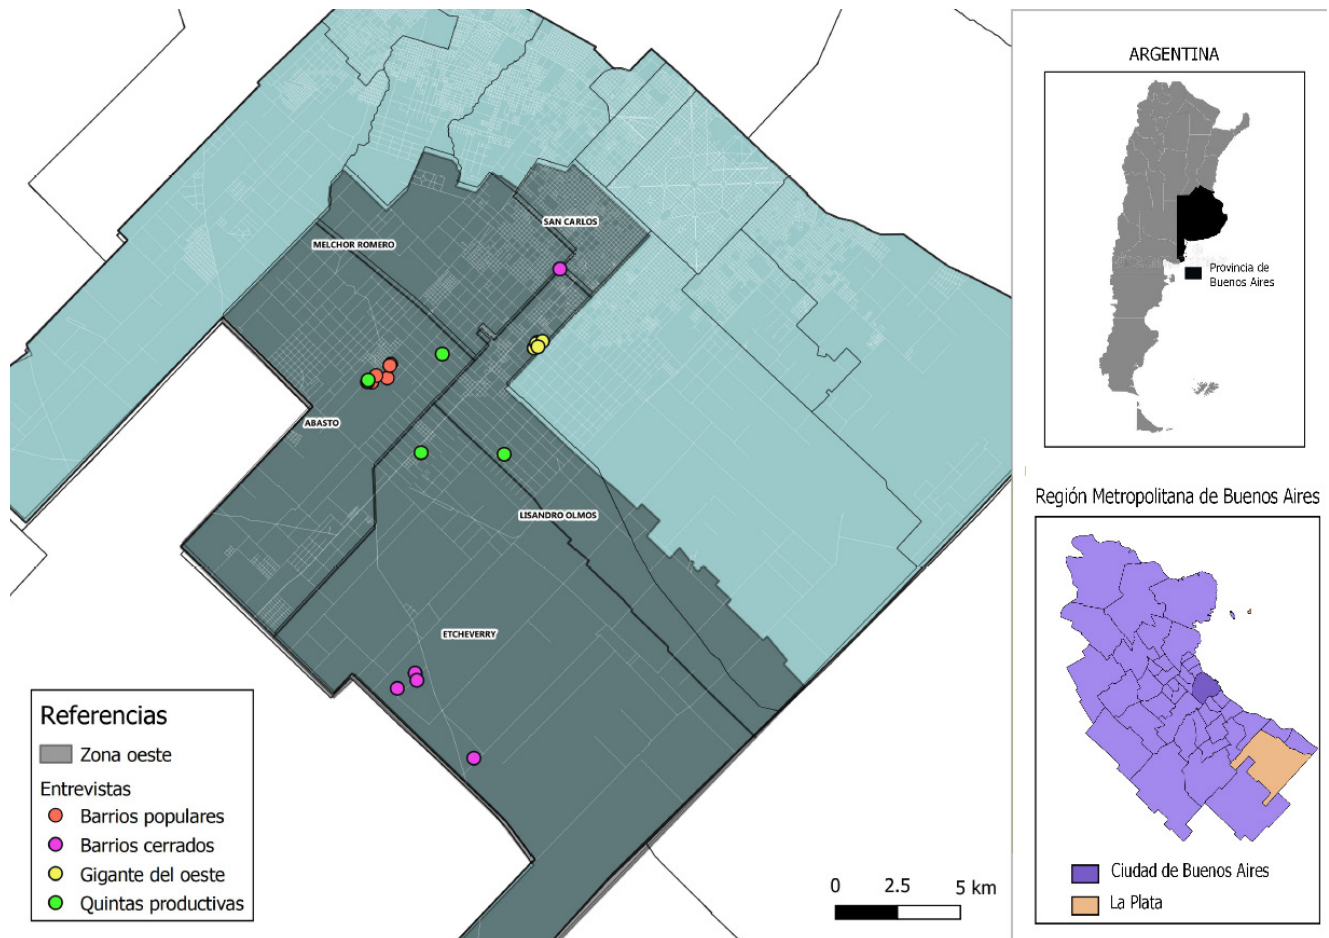 SAN CARLOS
MELCHOR ROMERO
ABASTO
LISANDRO OLMOS
ETCHEVERRY
Referencias
Zona oeste
Entrevistas
Barrios populares
Barrios cerrados
Gigante del oeste
Quintas productivas
0 2.5 5 km
ARGENTINA
Provincia de
Buenos Aires
Región Metropolitana de Buenos Aires
Ciudad de Buenos Aires
La Plata